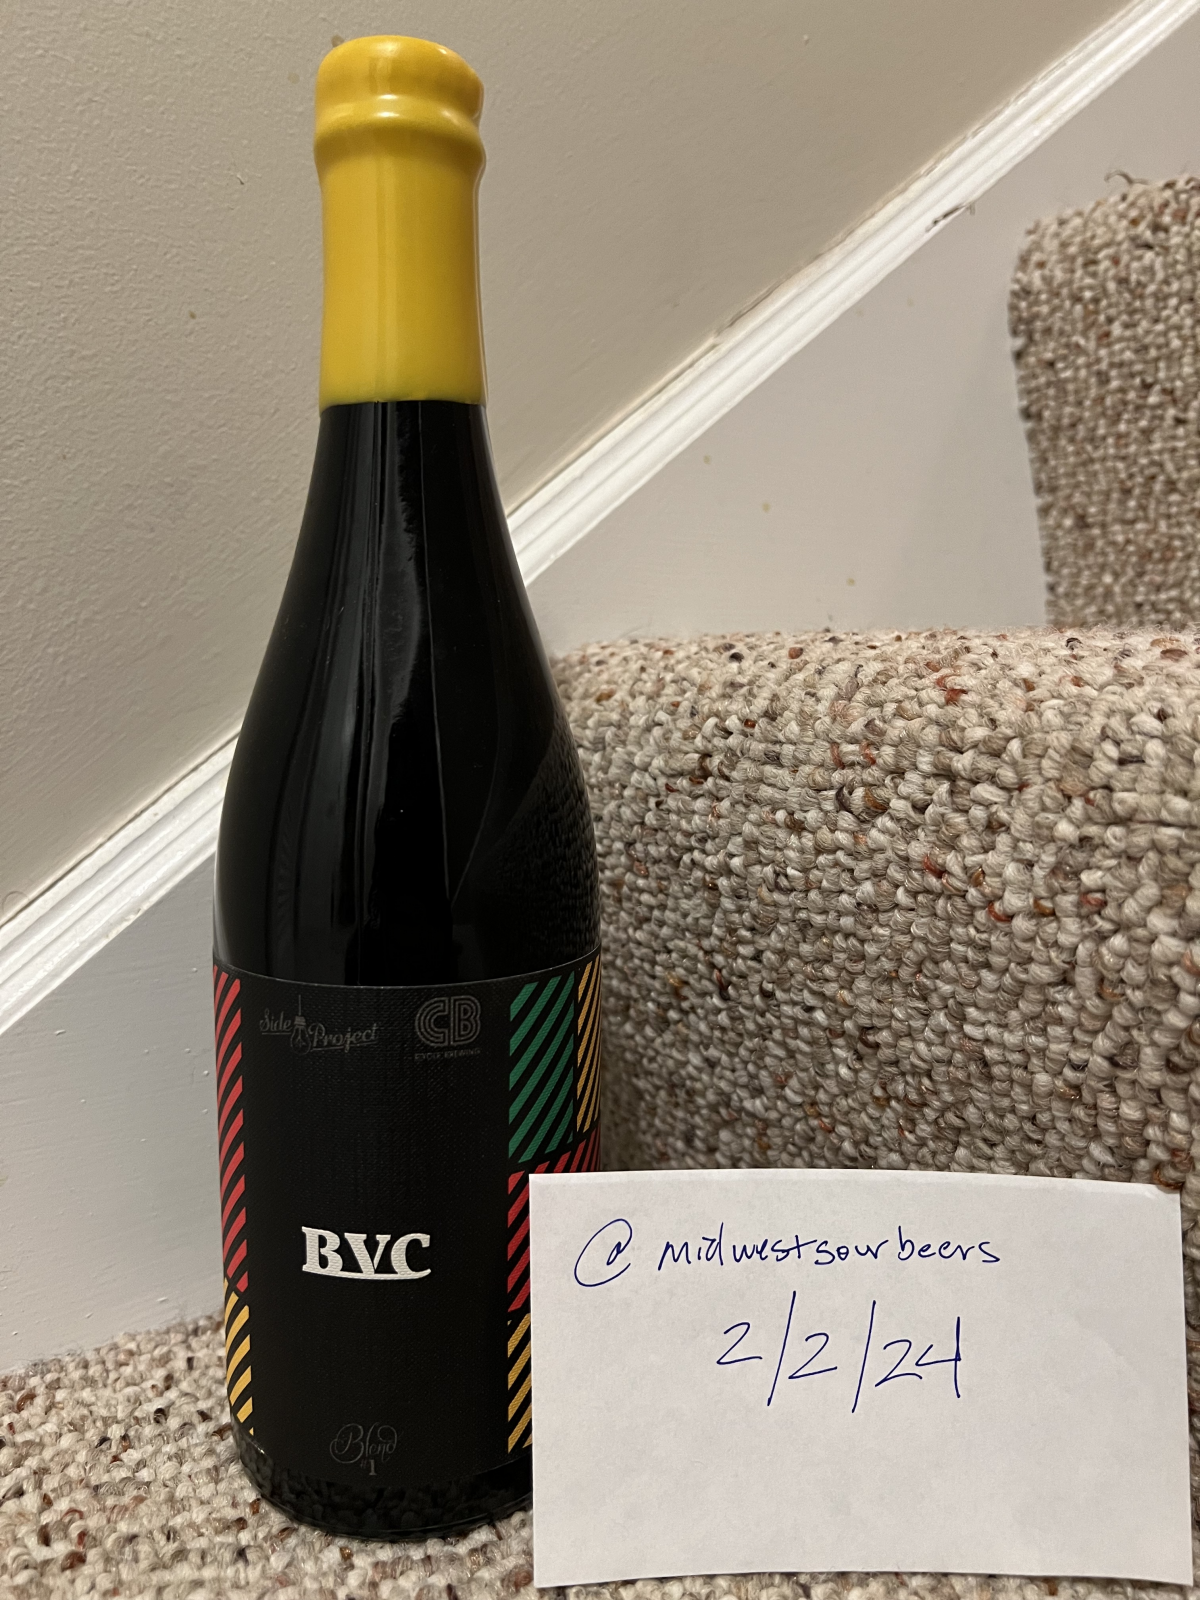 Side Project
CB
BVC
Blend
#1
@midwestsourbeers
2/2/24